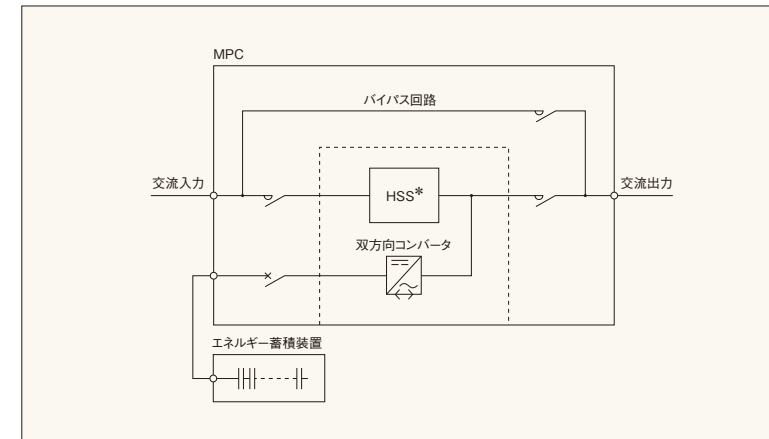 MPC
バイパス回路
交流入力
交流出力
HSS*
双方向コンバータ
エネルギー蓄積装置